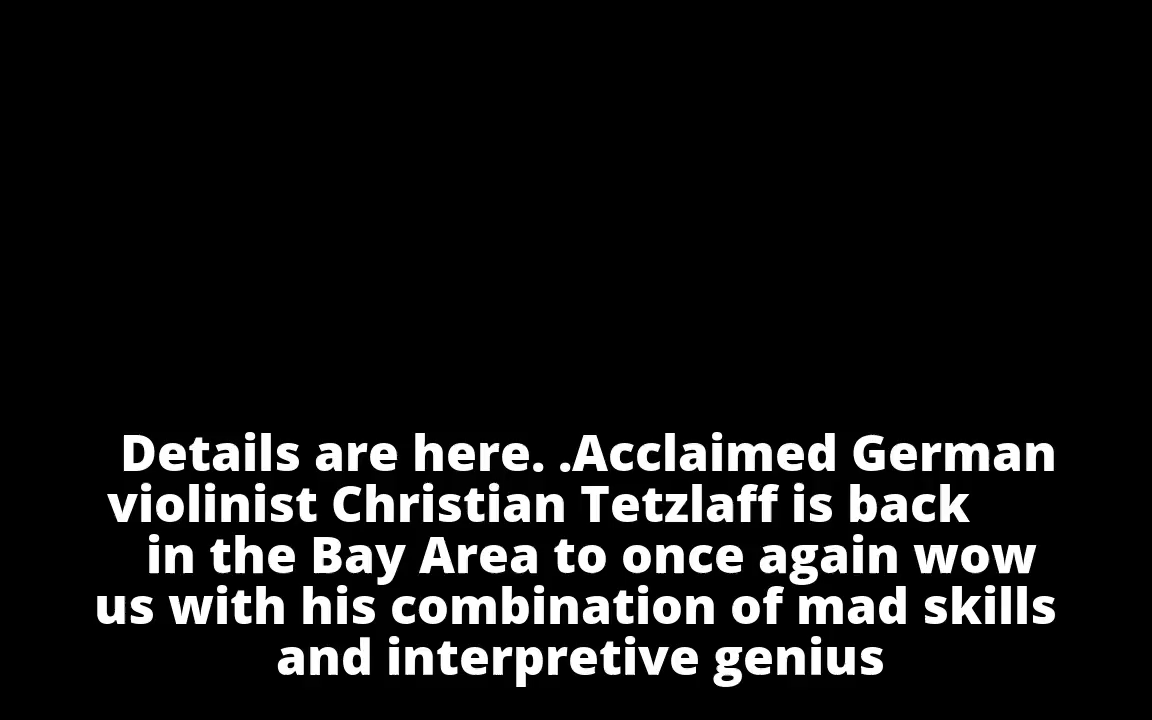 Details are here. .Acclaimed German
violinist Christian Tetzlaff is back
in the Bay Area to once again wow
us with his combination of mad skills
and interpretive genius